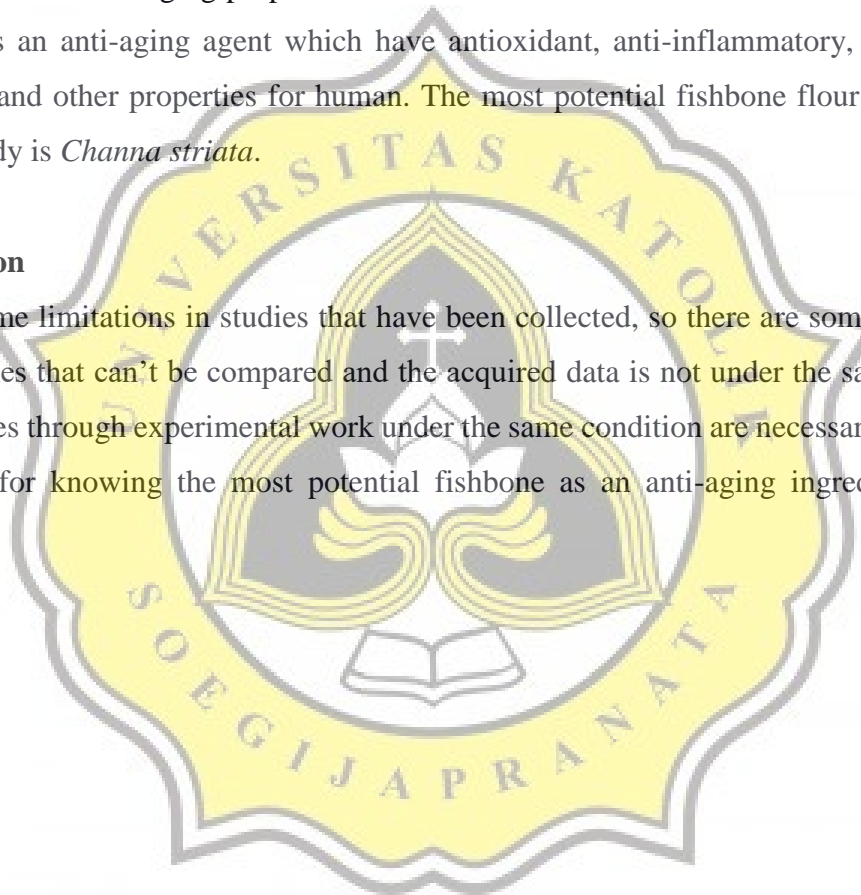 s an anti-aging agent which have antioxidant, anti-inflammatory,
and other properties for human. The most potential fishbone flour
dy is Channa striata.
on
me limitations in studies that have been collected, so there are som
es that can't be compared and the acquired data is not under the sa
es through experimental work under the same condition are necessar
for knowing the most potential fishbone as an anti-aging ingred
UNIVERSITAS KATOLIK
SOEGIJAPRANATA